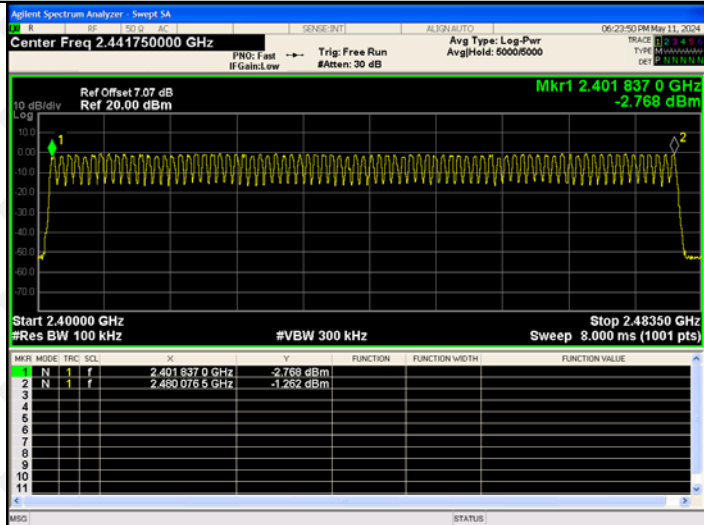 Agilent Spectrum Analyzer - Swept SA
R RF 50 Ω AC SENSE:INT ALIGNAUTO 06:23:50 PM May 11, 2024
Center Freq 2.441750000 GHz
PNO: Fast
IFGain:Low
Trig: Free Run
#Atten: 30 dB
Avg Type: Log-Pwr
Avg|Hold: 5000/5000
TRACE 1 2 3 4 5 6
TYPE M
DET P N N N N N
Mkr1 2.401 837 0 GHz
-2.768 dBm
Ref Offset 7.07 dB
10 dB/div Ref 20.00 dBm
Log
1
2
10.0
0.00
-10.0
-20.0
-30.0
-40.0
-50.0
-60.0
-70.0
Start 2.40000 GHz Stop 2.48350 GHz
#Res BW 100 kHz #VBW 300 kHz Sweep 8.000 ms (1001 pts)
MKR MODE TRC SCL X Y FUNCTION FUNCTION WIDTH FUNCTION VALUE
1 N 1 f 2.401 837 0 GHz -2.768 dBm
2 N 1 f 2.480 076 5 GHz -1.262 dBm
3
4
5
6
7
8
9
10
11
MSG STATUS